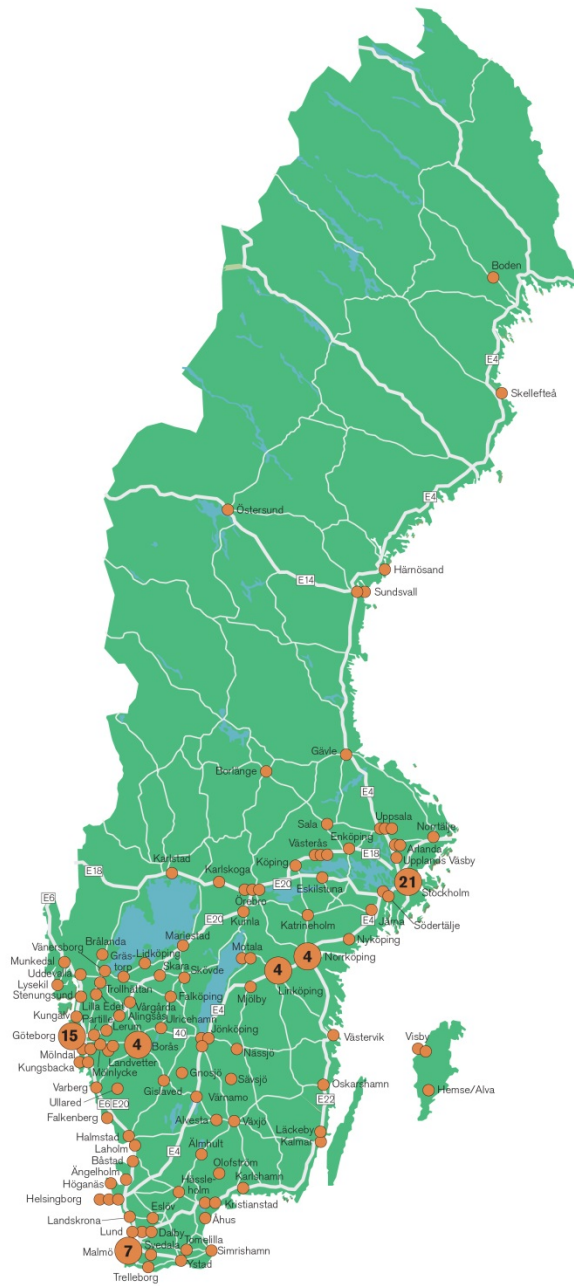 Boden
E4
Skellefteå
E4
Östersund
Härnösand
E14
Sundsvall
Gävle
Borlänge
E4
Sala
Uppsala
Norrtälje
Enköping
Västerås
Arlanda
E18
Upplands Väsby
Köping
Karlstad
E18
Karlskoga
E20
Eskilstuna
21
Stockholm
E6
Örebro
E20
Kumla
Katrineholm
E4
Järna
Södertälje
Nyköping
Mariestad
Brålanda
Lidköping
Vänersborg
Motala
4
Norrköping
Munkedal
Gräs-
torp
Skara
Skövde
4
Linköping
Uddevalla
Trollhättan
Lysekil
Mjölby
Stenungsund
Lilla Edet
Vårgårda
Falköping
E4
Kungälv
Partille
Alingsås
Ulricehamn
Lerum
40
Jönköping
Göteborg
15
4
Borås
Västervik
Visby
Mölndal
Landvetter
Nässjö
Kungsbacka
Mölnlycke
Gnosjö
Sävsjö
Oskarshamn
Hemse/Alva
Varberg
Gislaved
Ullared
Värnamo
E22
E6
E20
Falkenberg
Alvesta
Växjö
Halmstad
Läckeby
Laholm
Kalmar
E4
Älmhult
Båstad
Olofström
Ängelholm
Hässle-
holm
Karlshamn
Höganäs
Helsingborg
Kristianstad
Landskrona
Eslöv
Åhus
Lund
Dalby
Svedala
Tomelilla
Malmö
7
Simrishamn
Ystad
Trelleborg